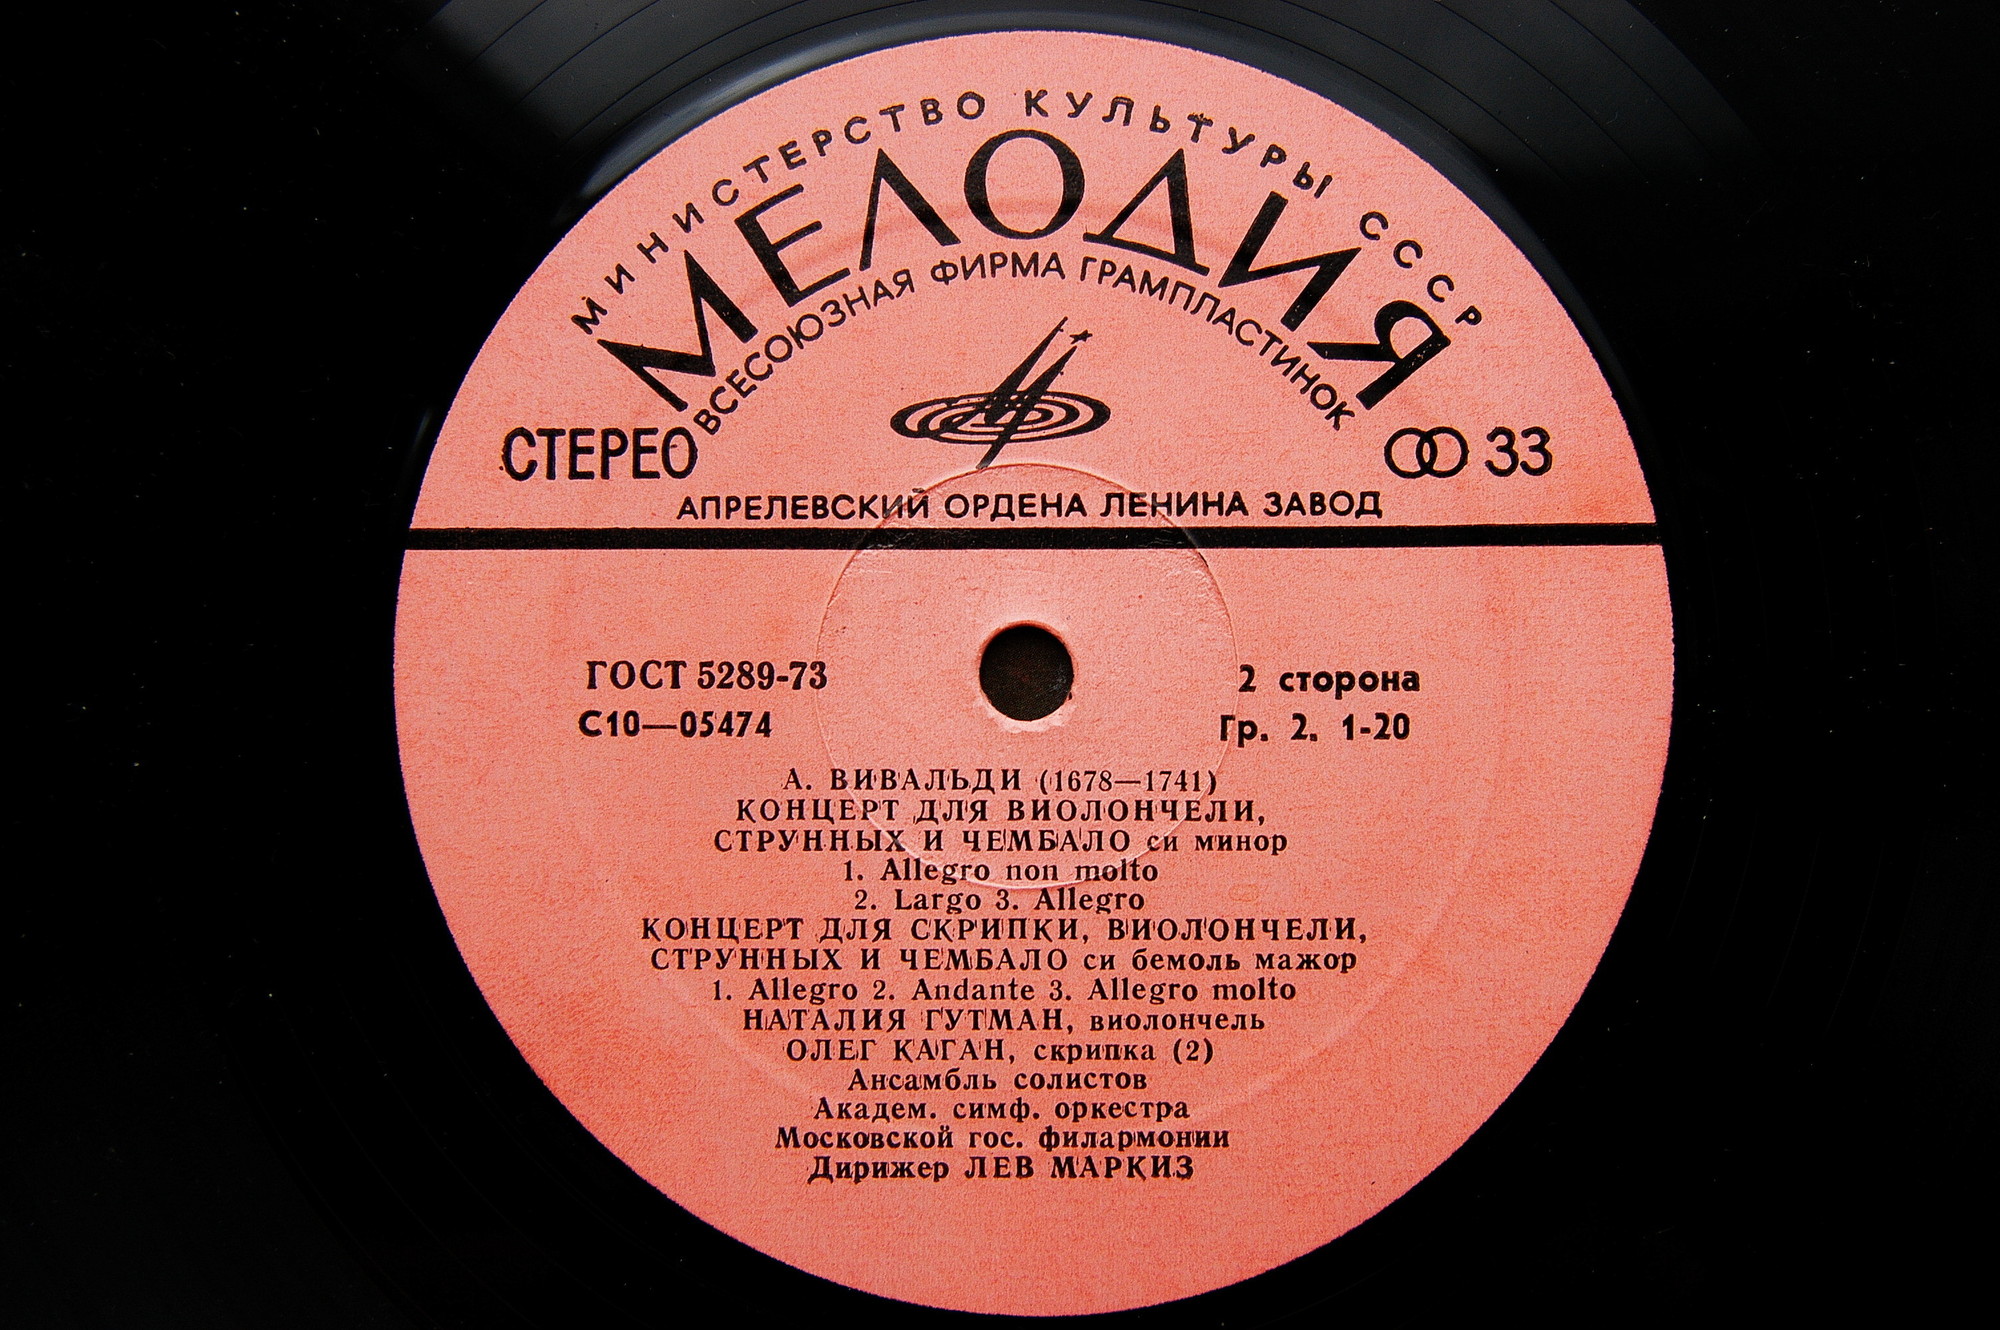 МИНИСТЕРСТВО КУЛЬТУРЫ СССР
МЕЛОДИЯ
ВСЕСОЮЗНАЯ ФИРМА ГРАМПЛАСТИНОК
СТЕРЕО
33
АПРЕЛЕВСКИЙ ОРДЕНА ЛЕНИНА ЗАВОД
ГОСТ 5289-73
2 сторона
С10—05474
Гр. 2. 1-20
А. ВИВАЛЬДИ (1678—1741)
КОНЦЕРТ ДЛЯ ВИОЛОНЧЕЛИ,
СТРУННЫХ И ЧЕМБАЛО си минор
1. Allegro non molto
2. Largo 3. Allegro
КОНЦЕРТ ДЛЯ СКРИПКИ, ВИОЛОНЧЕЛИ,
СТРУННЫХ И ЧЕМБАЛО си бемоль мажор
1. Allegro 2. Andante 3. Allegro molto
НАТАЛИЯ ГУТМАН, виолончель
ОЛЕГ КАГАН, скрипка (2)
Ансамбль солистов
Академ. симф. оркестра
Московской гос. филармонии
Дирижер ЛЕВ МАРКИЗ